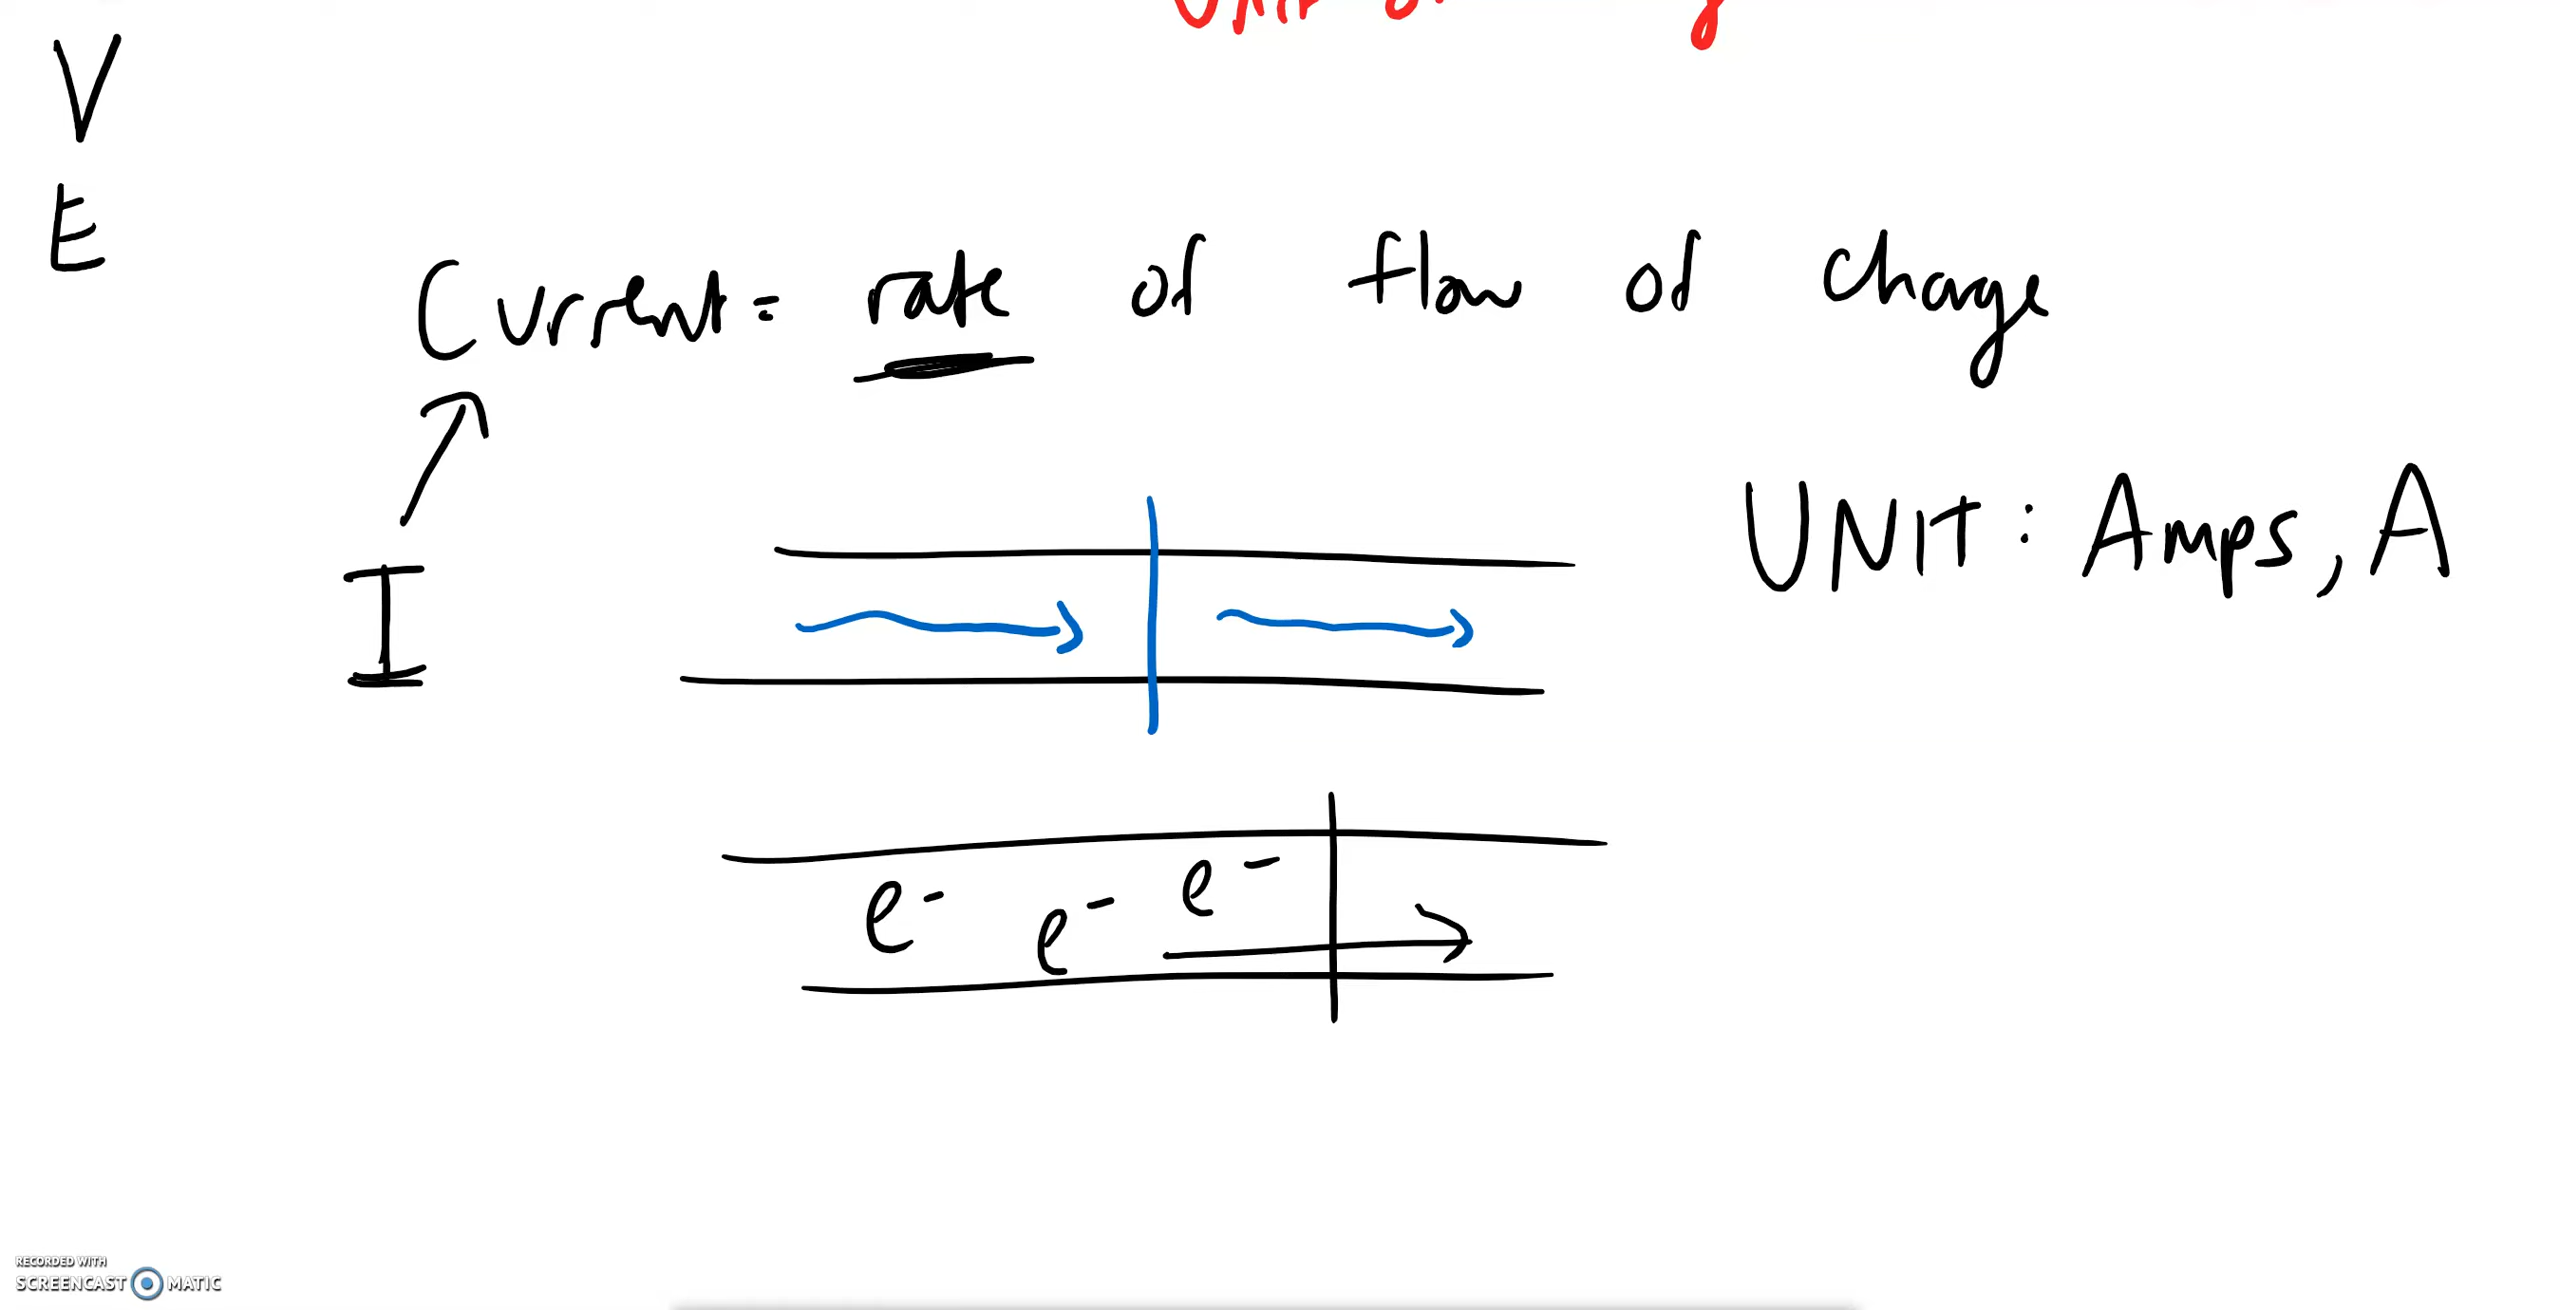 V
E
Current = rate of flow of charge
I
UNIT : Amps, A
e⁻ e⁻ e⁻
RECORDED WITH
SCREENCAST MATIC